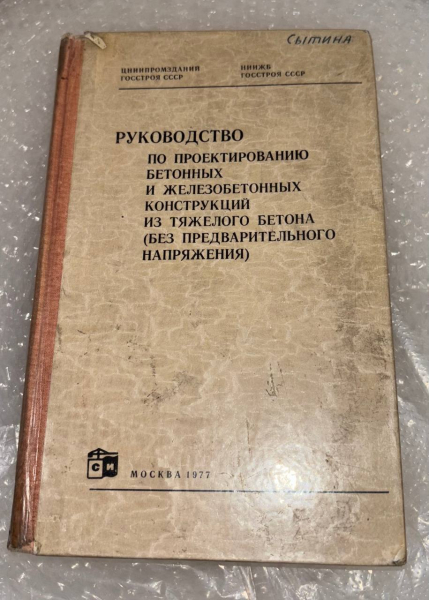 Сытина
ЦНИИПРОМЗДАНИЙ
ГОССТРОЯ СССР
НИИЖБ
ГОССТРОЯ СССР
РУКОВОДСТВО
ПО ПРОЕКТИРОВАНИЮ
БЕТОННЫХ
И ЖЕЛЕЗОБЕТОННЫХ
КОНСТРУКЦИЙ
ИЗ ТЯЖЕЛОГО БЕТОНА
(БЕЗ ПРЕДВАРИТЕЛЬНОГО
НАПРЯЖЕНИЯ)
СИ
МОСКВА 1977